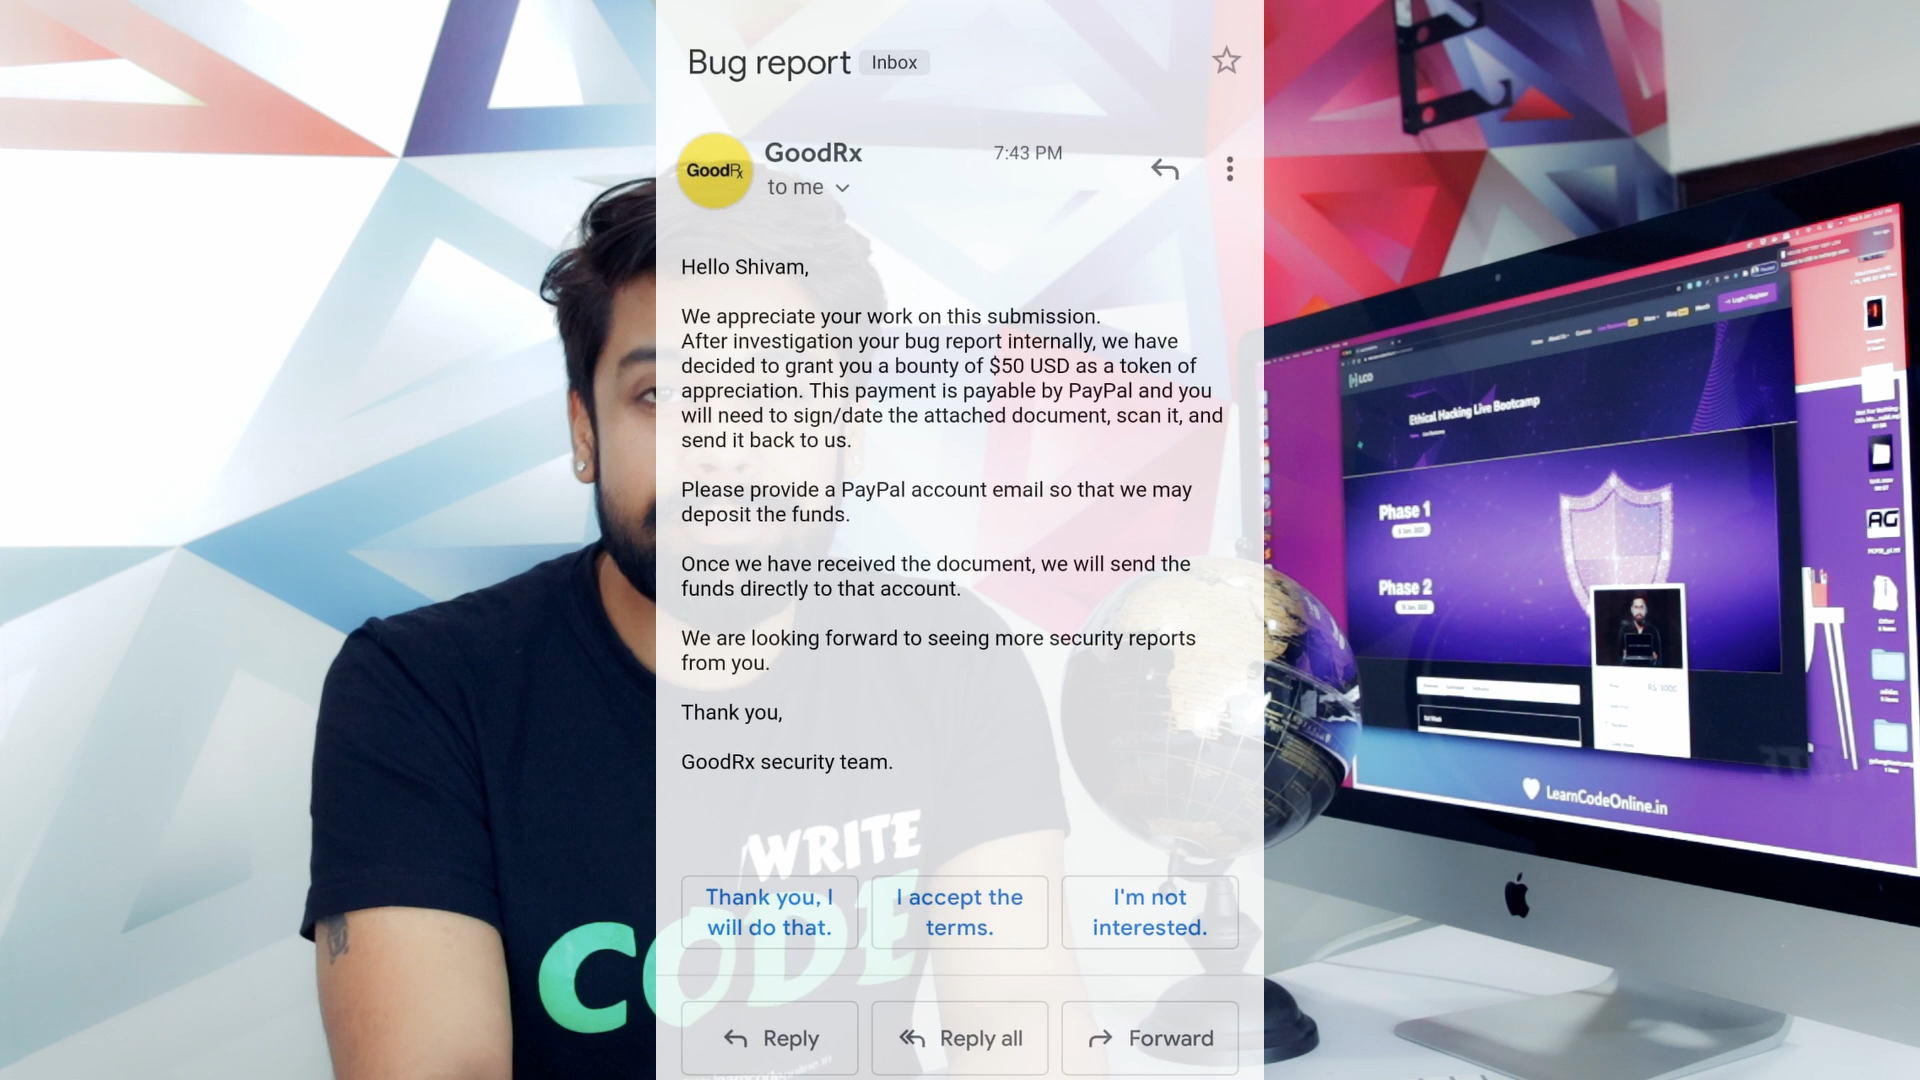 Bug report Inbox
GoodRx
GoodRx 7:43 PM
to me
Hello Shivam,
We appreciate your work on this submission.
After investigation your bug report internally, we have
decided to grant you a bounty of $50 USD as a token of
appreciation. This payment is payable by PayPal and you
will need to sign/date the attached document, scan it, and
send it back to us.
Please provide a PayPal account email so that we may
deposit the funds.
Once we have received the document, we will send the
funds directly to that account.
We are looking forward to seeing more security reports
from you.
Thank you,
GoodRx security team.
Thank you, I
will do that.
I accept the
terms.
I'm not
interested.
Reply
Reply all
Forward
WRITE
CODE
LCO
Ethical Hacking Live Bootcamp
Phase 1
Phase 2
AG
LearnCodeOnline.in